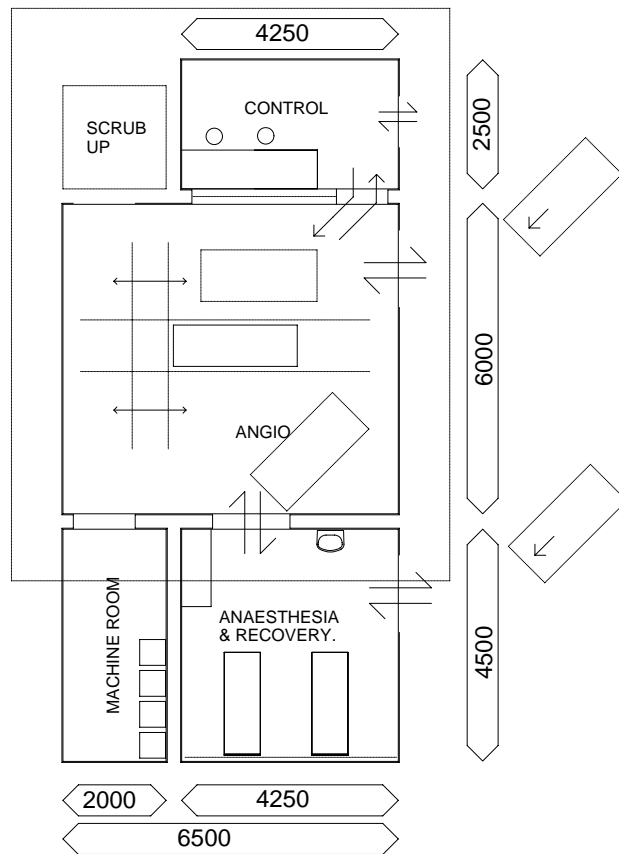 4250
CONTROL
SCRUB
UP
2500
6000
ANGIO
ANAESTHESIA
& RECOVERY.
MACHINE ROOM
4500
2000
4250
6500